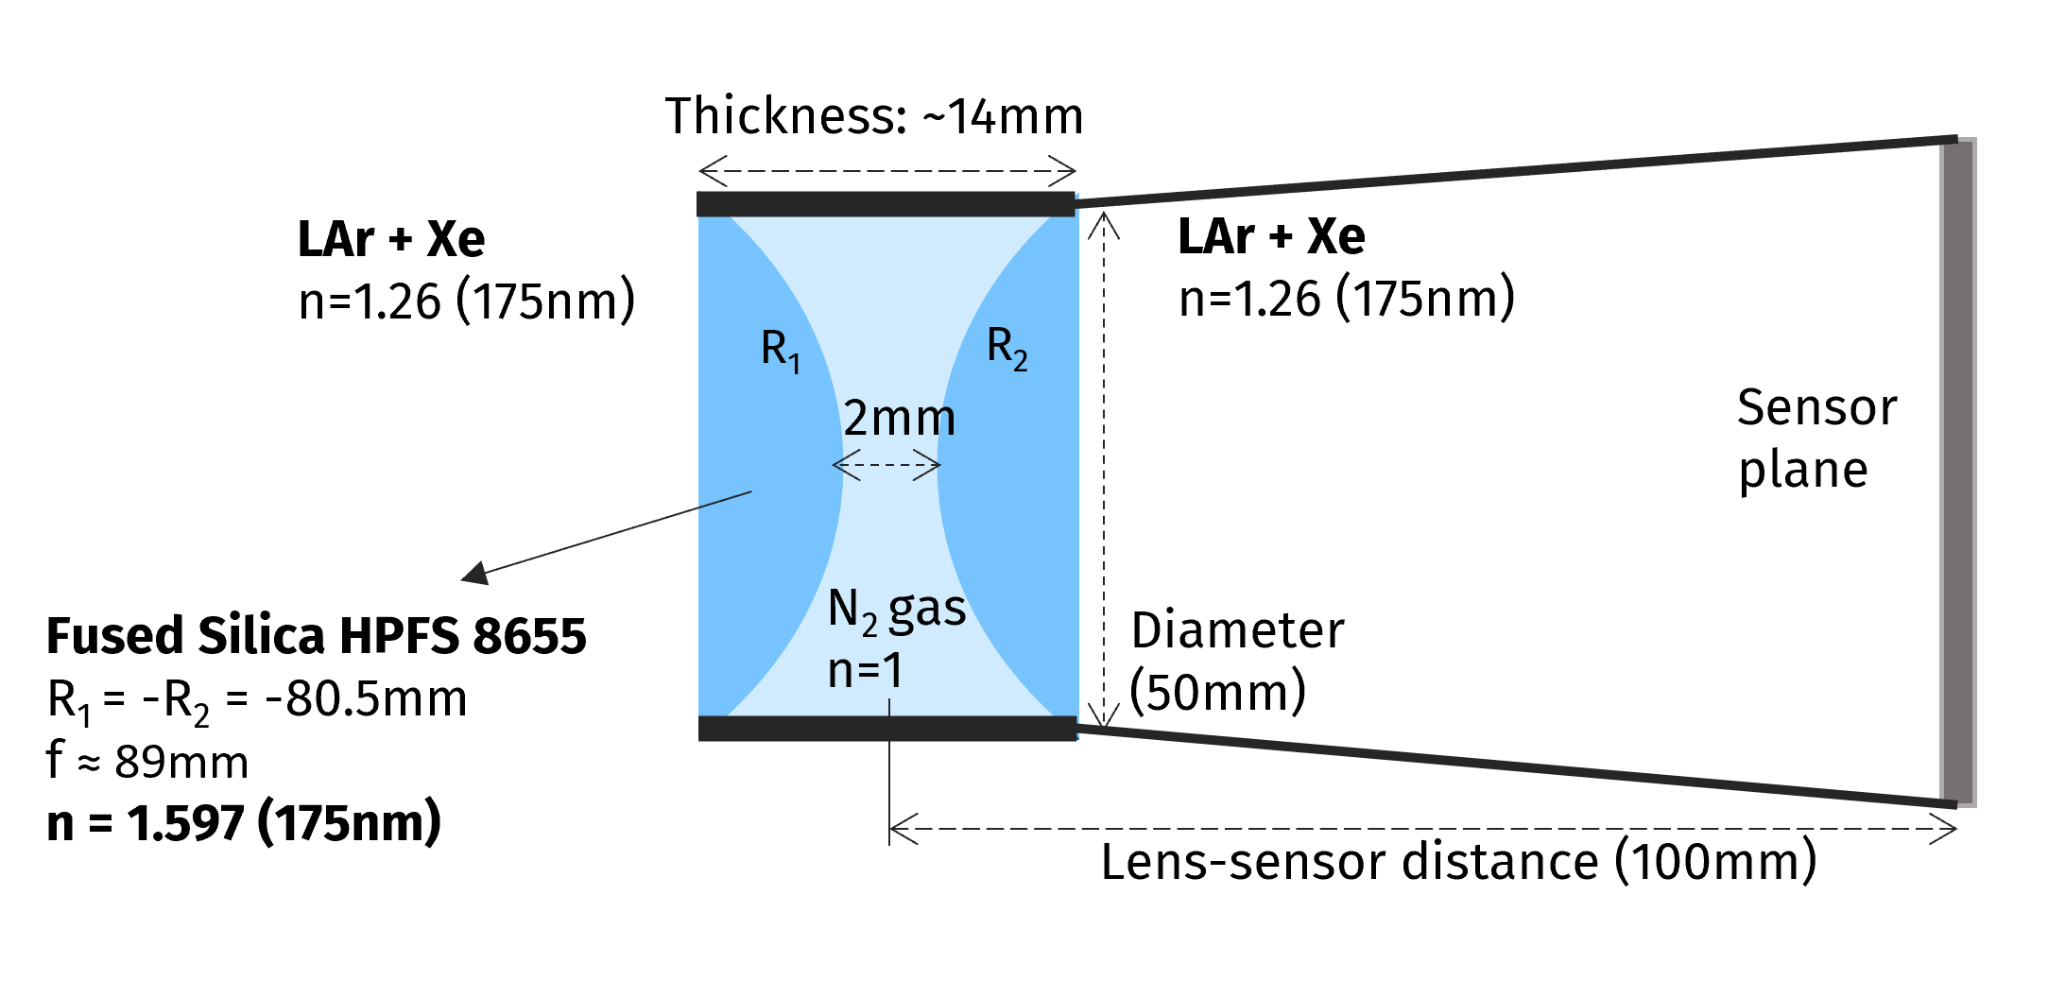 Thickness: ~14mm
LAr + Xe
n=1.26 (175nm)
LAr + Xe
n=1.26 (175nm)
R₁
R₂
2mm
Sensor
plane
N₂ gas
n=1
Diameter
(50mm)
Fused Silica HPFS 8655
R₁ = -R₂ = -80.5mm
f ≈ 89mm
n = 1.597 (175nm)
Lens-sensor distance (100mm)